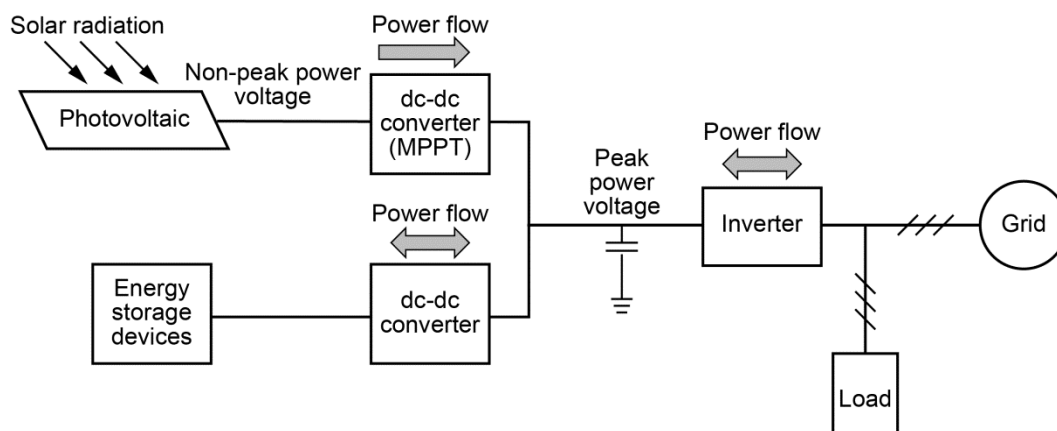 Solar radiation
Photovoltaic
Non-peak power
voltage
Power flow
dc-dc
converter
(MPPT)
Energy
storage
devices
Power flow
dc-dc
converter
Peak
power
voltage
Power flow
Inverter
Grid
Load